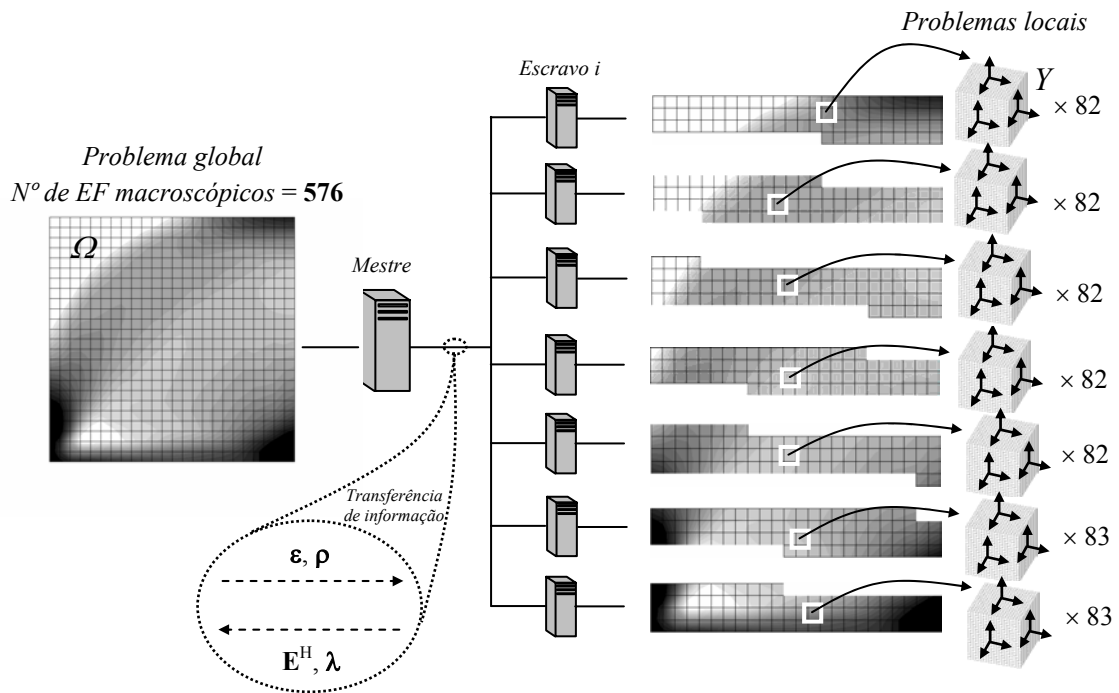 Problemas locais
Escravo i
Y
× 82
Problema global
Nº de EF macroscópicos = 576
× 82
Ω
Mestre
× 82
× 82
× 82
Transferência
de informação
× 83
ε, ρ
× 83
E^H, λ